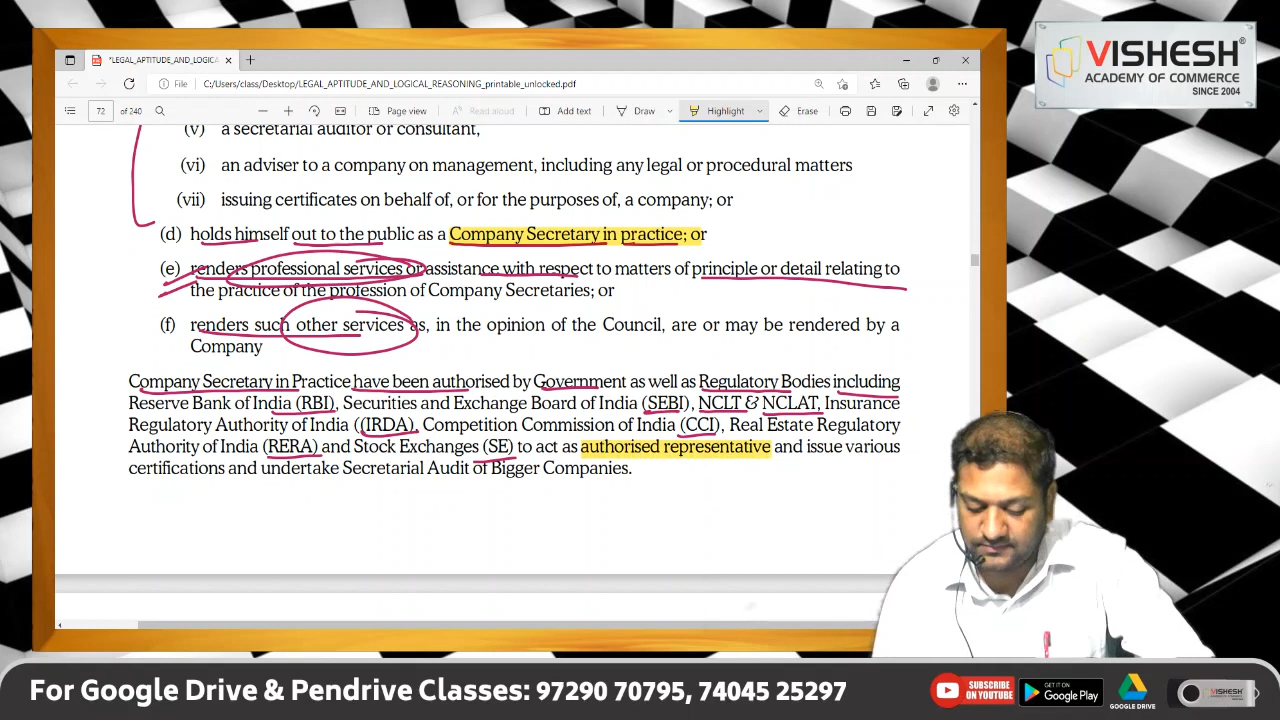 VISHESH®
ACADEMY OF COMMERCE
SINCE 2004
*LEGAL_APTITUDE_AND_LOGICA
File
C:/Users/class/Desktop/LEGAL_APTITUDE_AND_LOGICAL_REASONING_printable_unlocked.pdf
72 of 240
Page view
Read aloud
Add text
Draw
Highlight
Erase
(v) a secretarial auditor or consultant,
(vi) an adviser to a company on management, including any legal or procedural matters
(vii) issuing certificates on behalf of, or for the purposes of, a company; or
(d) holds himself out to the public as a Company Secretary in practice; or
(e) renders professional services or assistance with respect to matters of principle or detail relating to
the practice of the profession of Company Secretaries; or
(f) renders such other services as, in the opinion of the Council, are or may be rendered by a
Company
Company Secretary in Practice have been authorised by Government as well as Regulatory Bodies including
Reserve Bank of India (RBI), Securities and Exchange Board of India (SEBI), NCLT & NCLAT, Insurance
Regulatory Authority of India ((IRDA), Competition Commission of India (CCI), Real Estate Regulatory
Authority of India (RERA) and Stock Exchanges (SE) to act as authorised representative and issue various
certifications and undertake Secretarial Audit of Bigger Companies.
For Google Drive & Pendrive Classes: 97290 70795, 74045 25297
SUBSCRIBE
ON YOUTUBE
GET IT ON
Google Play
GOOGLE DRIVE
VISHESH